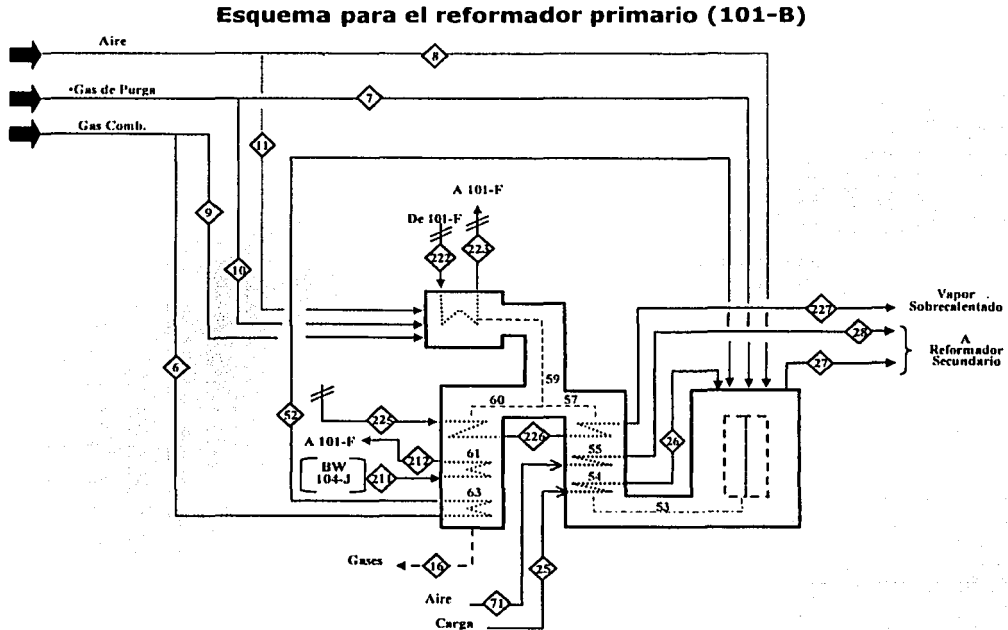 Esquema para el reformador primario (101-B)
Aire
8
•Gas de Purga
7
Gas Comb.
11
9
10
A 101-F
De 101-F
222
223
227
Vapor
Sobrecalentado
28
A
Reformador
Secundario
27
6
52
59
60
57
225
226
26
A 101-F
212
61
55
BW
104-J
211
54
63
53
Gases
16
25
Aire
71
Carga